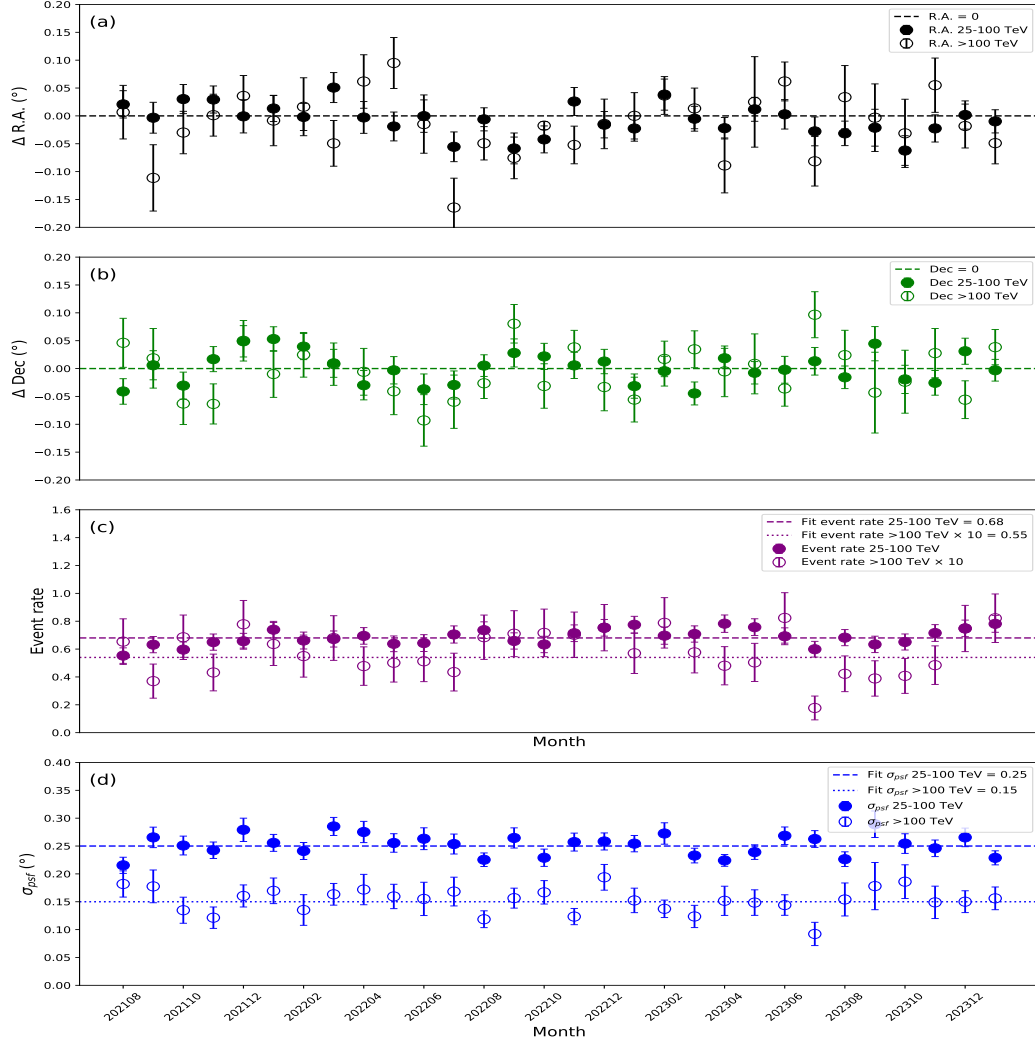 (a)
R.A. = 0
R.A. 25-100 TeV
R.A. >100 TeV
0.20
0.15
0.10
0.05
0.00
−0.05
−0.10
−0.15
−0.20
Δ R.A. (°)
(b)
Dec = 0
Dec 25-100 TeV
Dec >100 TeV
0.20
0.15
0.10
0.05
0.00
−0.05
−0.10
−0.15
−0.20
Δ Dec (°)
(c)
Fit event rate 25-100 TeV = 0.68
Fit event rate >100 TeV × 10 = 0.55
Event rate 25-100 TeV
Event rate >100 TeV × 10
1.6
1.4
1.2
1.0
0.8
0.6
0.4
0.2
0.0
Event rate
Month
(d)
Fit σpsf 25-100 TeV = 0.25
Fit σpsf >100 TeV = 0.15
σpsf 25-100 TeV
σpsf >100 TeV
0.40
0.35
0.30
0.25
0.20
0.15
0.10
0.05
0.00
σpsf (°)
202108 202110 202112 202202 202204 202206 202208 202210 202212 202302 202304 202306 202308 202310 202312
Month